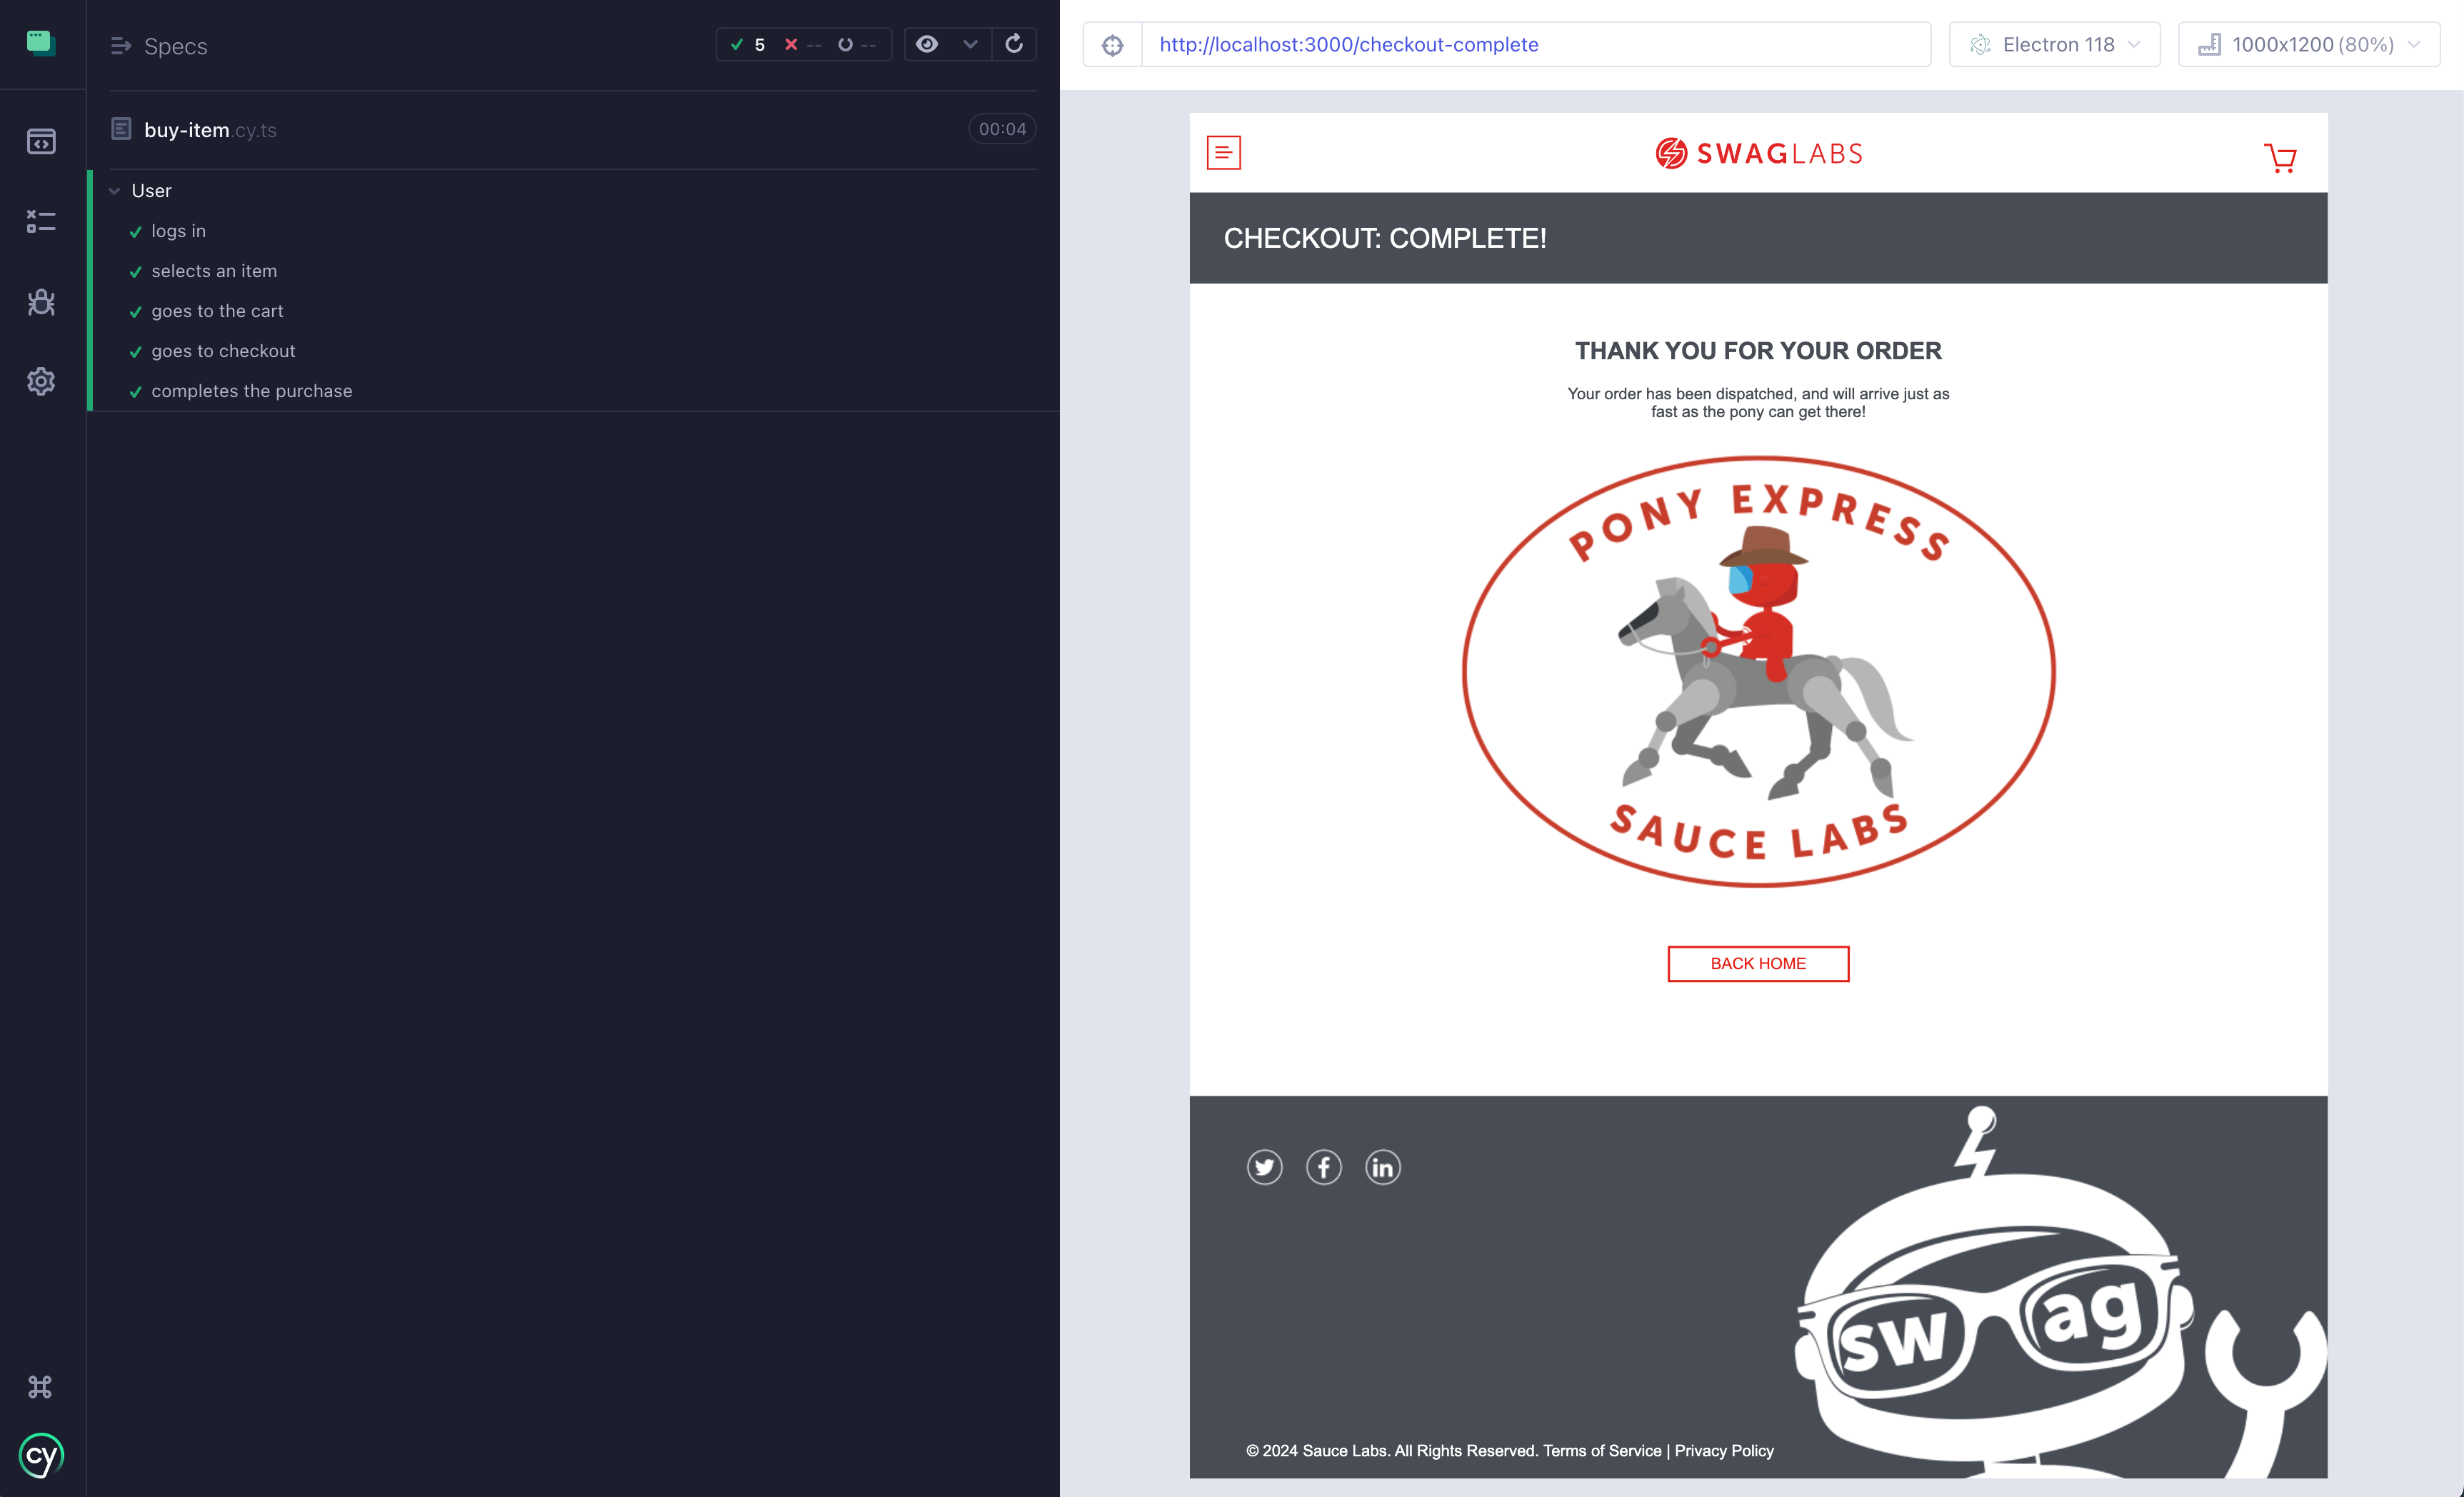 Specs
5 -- --
buy-item.cy.ts
00:04
User
logs in
selects an item
goes to the cart
goes to checkout
completes the purchase
cy
http://localhost:3000/checkout-complete
Electron 118
1000x1200 (80%)
SWAGLABS
CHECKOUT: COMPLETE!
THANK YOU FOR YOUR ORDER
Your order has been dispatched, and will arrive just as
fast as the pony can get there!
PONY EXPRESS
SAUCE LABS
BACK HOME
in
swag
© 2024 Sauce Labs. All Rights Reserved. Terms of Service | Privacy Policy